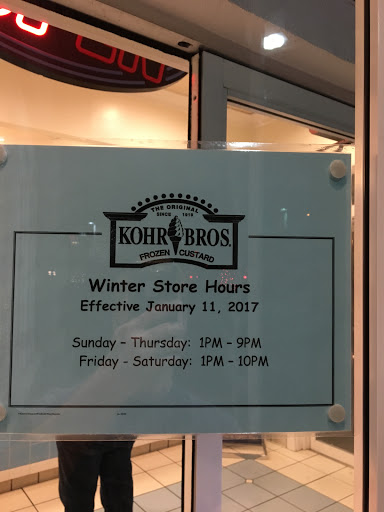 THE ORIGINAL
SINCE 1919
KOHR BROS.
FROZEN CUSTARD
Winter Store Hours
Effective January 11, 2017
Sunday – Thursday: 1PM – 9PM
Friday - Saturday: 1PM – 10PM